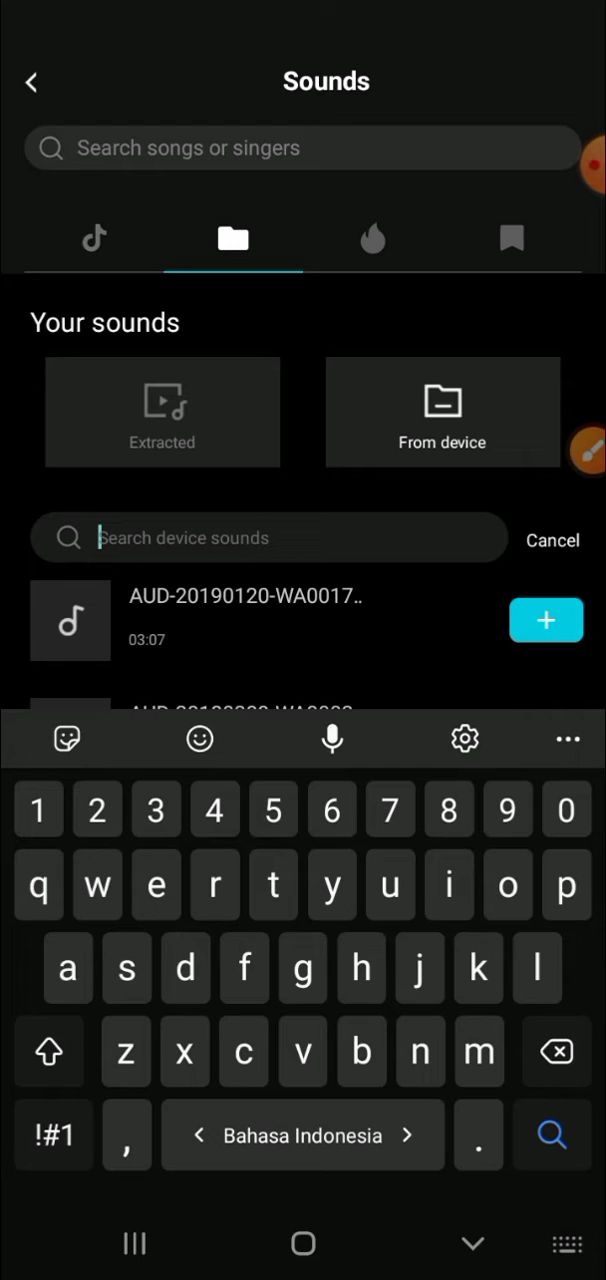 Sounds
Search songs or singers
Your sounds
Extracted
From device
Search device sounds
Cancel
AUD-20190120-WA0017..
03:07
+
1 2 3 4 5 6 7 8 9 0
q w e r t y u i o p
a s d f g h j k l
z x c v b n m
!#1 , < Bahasa Indonesia > .